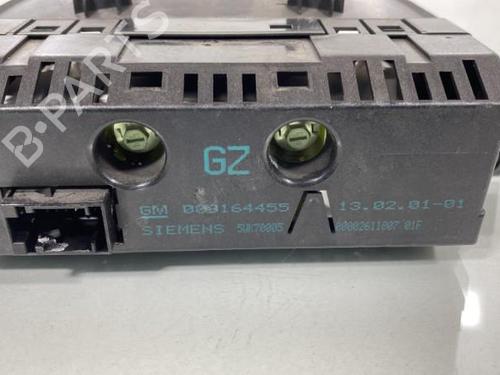 B-PARTS
GZ
GM 009164455 13.02.01-01
SIEMENS 5WK70005 00002611007 01F